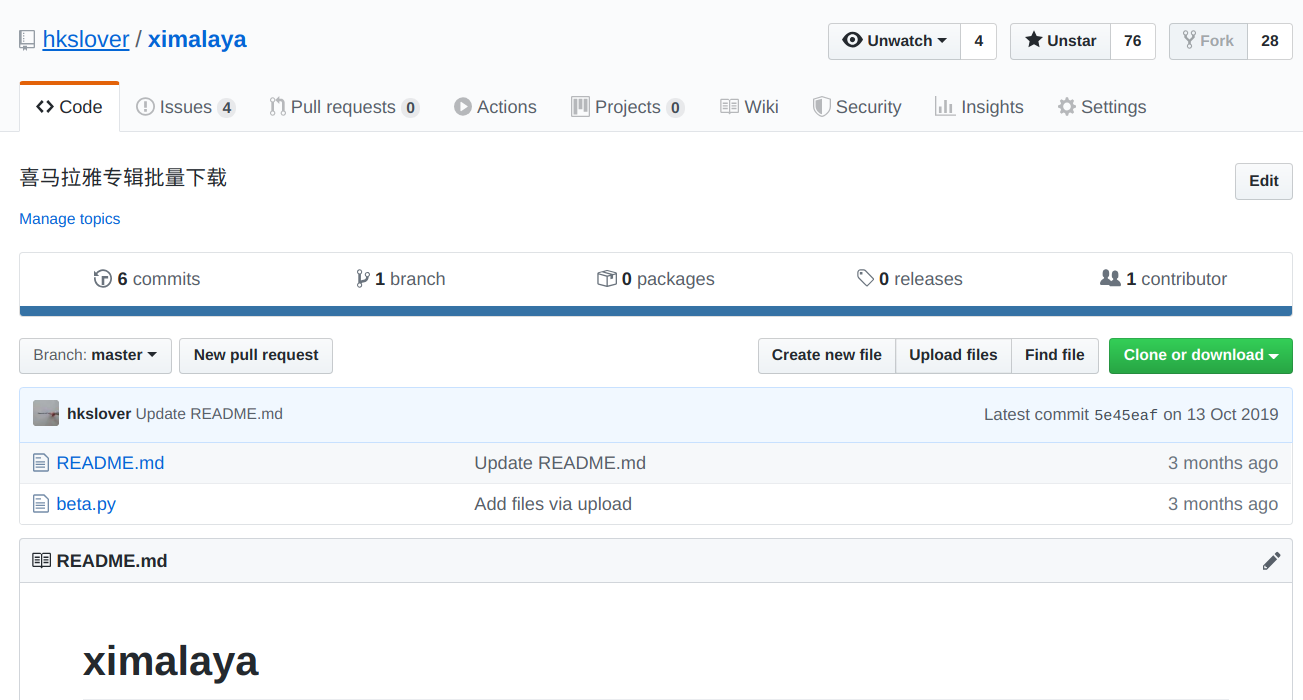 hkslover / ximalaya Unwatch 4 Unstar 76 Fork 28
Code Issues 4 Pull requests 0 Actions Projects 0 Wiki Security Insights Settings
喜马拉雅专辑批量下载 Edit
Manage topics
6 commits 1 branch 0 packages 0 releases 1 contributor
Branch: master New pull request Create new file Upload files Find file Clone or download
hkslover Update README.md Latest commit 5e45eaf on 13 Oct 2019
README.md Update README.md 3 months ago
beta.py Add files via upload 3 months ago
README.md
ximalaya